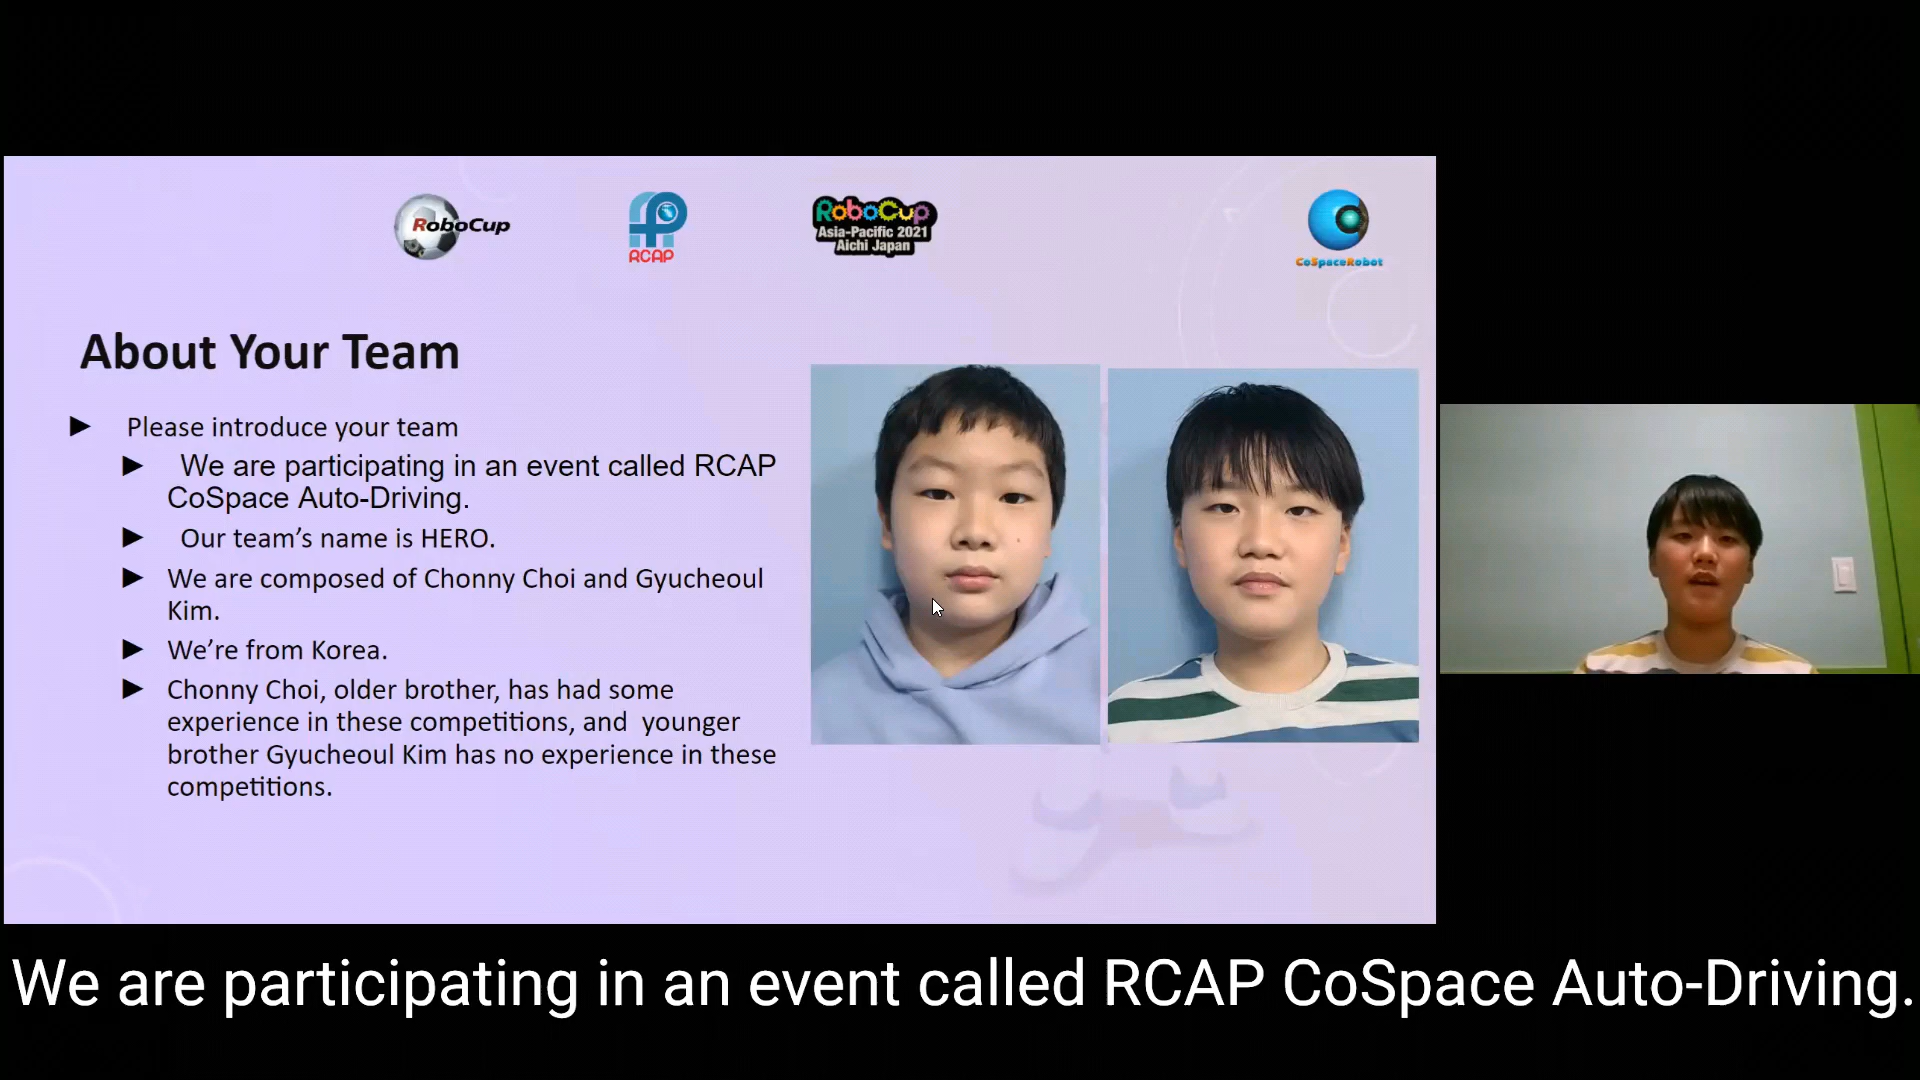 RoboCup
RCAP
RoboCup
Asia-Pacific 2021
Aichi Japan
CoSpaceRobot
About Your Team
Please introduce your team
We are participating in an event called RCAP
CoSpace Auto-Driving.
Our team’s name is HERO.
We are composed of Chonny Choi and Gyucheoul
Kim.
We’re from Korea.
Chonny Choi, older brother, has had some
experience in these competitions, and  younger
brother Gyucheoul Kim has no experience in these
competitions.
We are participating in an event called RCAP CoSpace Auto-Driving.